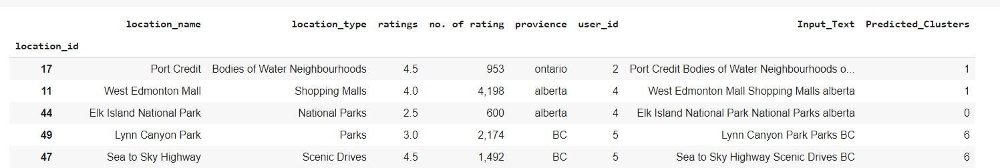 location_name location_type ratings no. of rating provience user_id Input_Text Predicted_Clusters
location_id
17 Port Credit Bodies of Water Neighbourhoods 4.5 953 ontario 2 Port Credit Bodies of Water Neighbourhoods o... 1
11 West Edmonton Mall Shopping Malls 4.0 4,198 alberta 4 West Edmonton Mall Shopping Malls alberta 1
44 Elk Island National Park National Parks 2.5 600 alberta 4 Elk Island National Park National Parks alberta 0
49 Lynn Canyon Park Parks 3.0 2,174 BC 5 Lynn Canyon Park Parks BC 6
47 Sea to Sky Highway Scenic Drives 4.5 1,492 BC 5 Sea to Sky Highway Scenic Drives BC 6